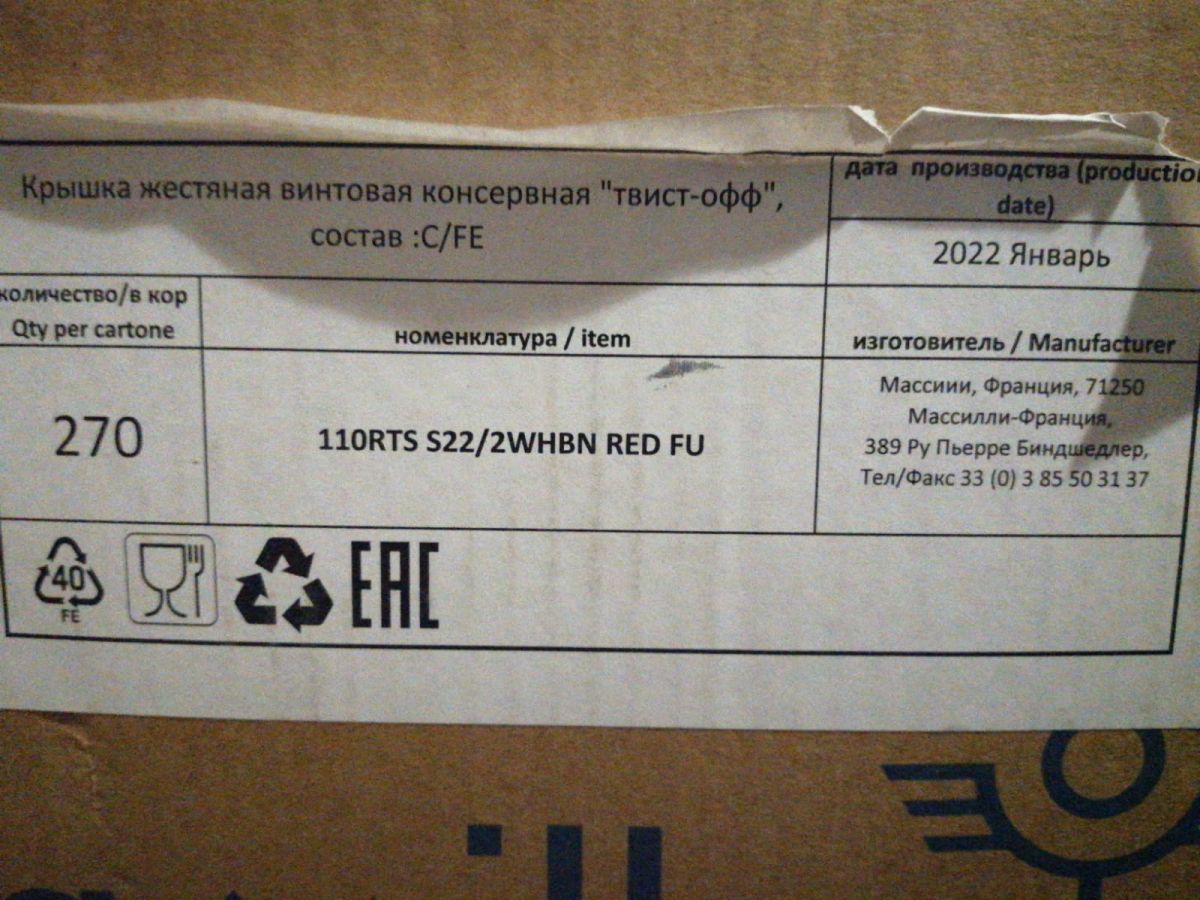 Крышка жестяная винтовая консервная "твист-офф",
состав :C/FE
дата производства (production
date)
2022 Январь
количество/в кор
Qty per cartone
номенклатура / item
изготовитель / Manufacturer
270
110RTS S22/2WHBN RED FU
Массиии, Франция, 71250
Массилли-Франция,
389 Ру Пьерре Биндшедлер,
Тел/Факс 33 (0) 3 85 50 31 37
40
FE
EAC